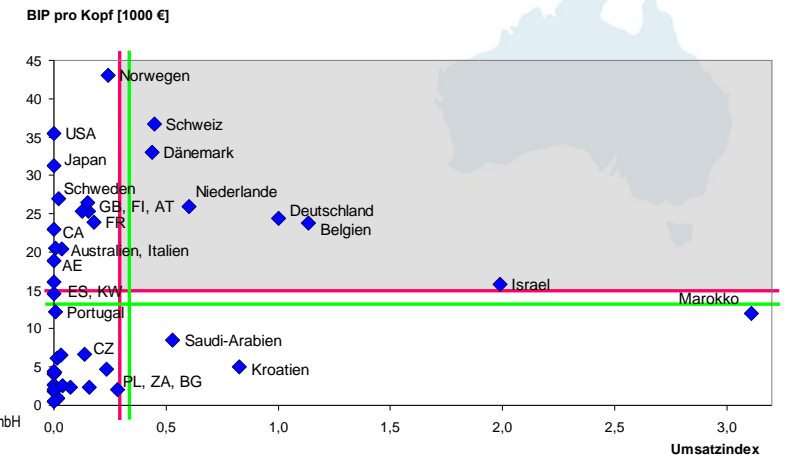 BIP pro Kopf [1000 €]
45
40
35
30
25
20
15
10
5
0
Norwegen
USA
Schweiz
Japan
Dänemark
Schweden
Niederlande
GB, FI, AT
Deutschland
FR
Belgien
CA
Australien, Italien
AE
Israel
ES, KW
Marokko
Portugal
Saudi-Arabien
CZ
Kroatien
PL, ZA, BG
0,0
0,5
1,0
1,5
2,0
2,5
3,0
Umsatzindex